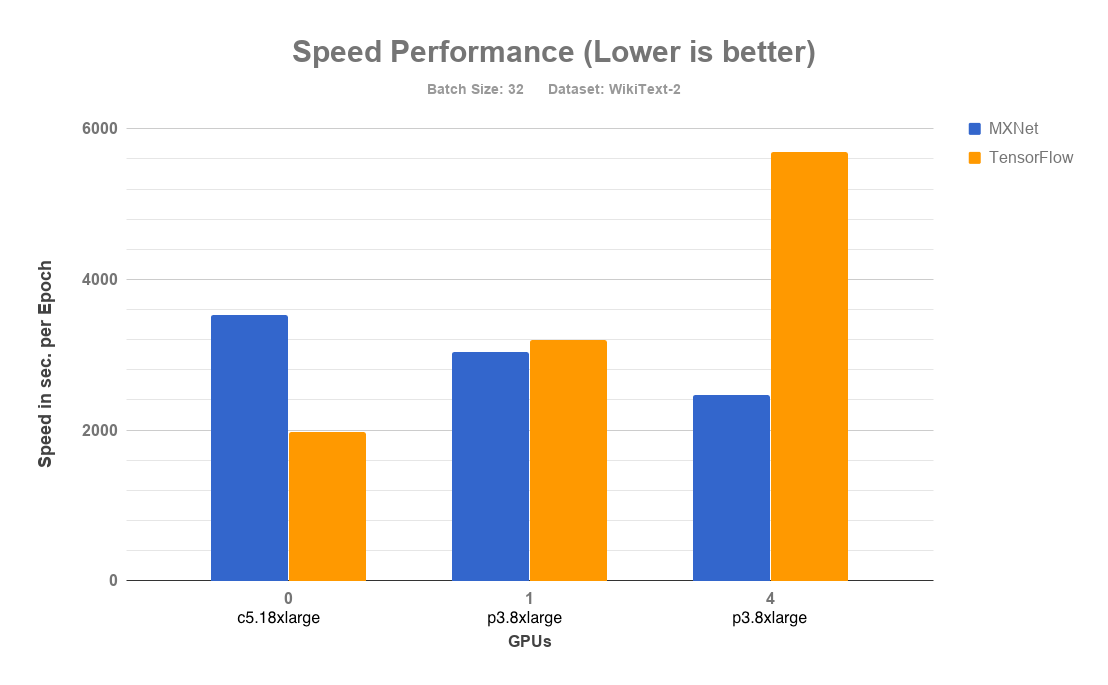 Speed Performance (Lower is better)
Batch Size: 32 Dataset: WikiText-2
MXNet
TensorFlow
Speed in sec. per Epoch
6000
4000
2000
0
0 1 4
c5.18xlarge p3.8xlarge p3.8xlarge
GPUs